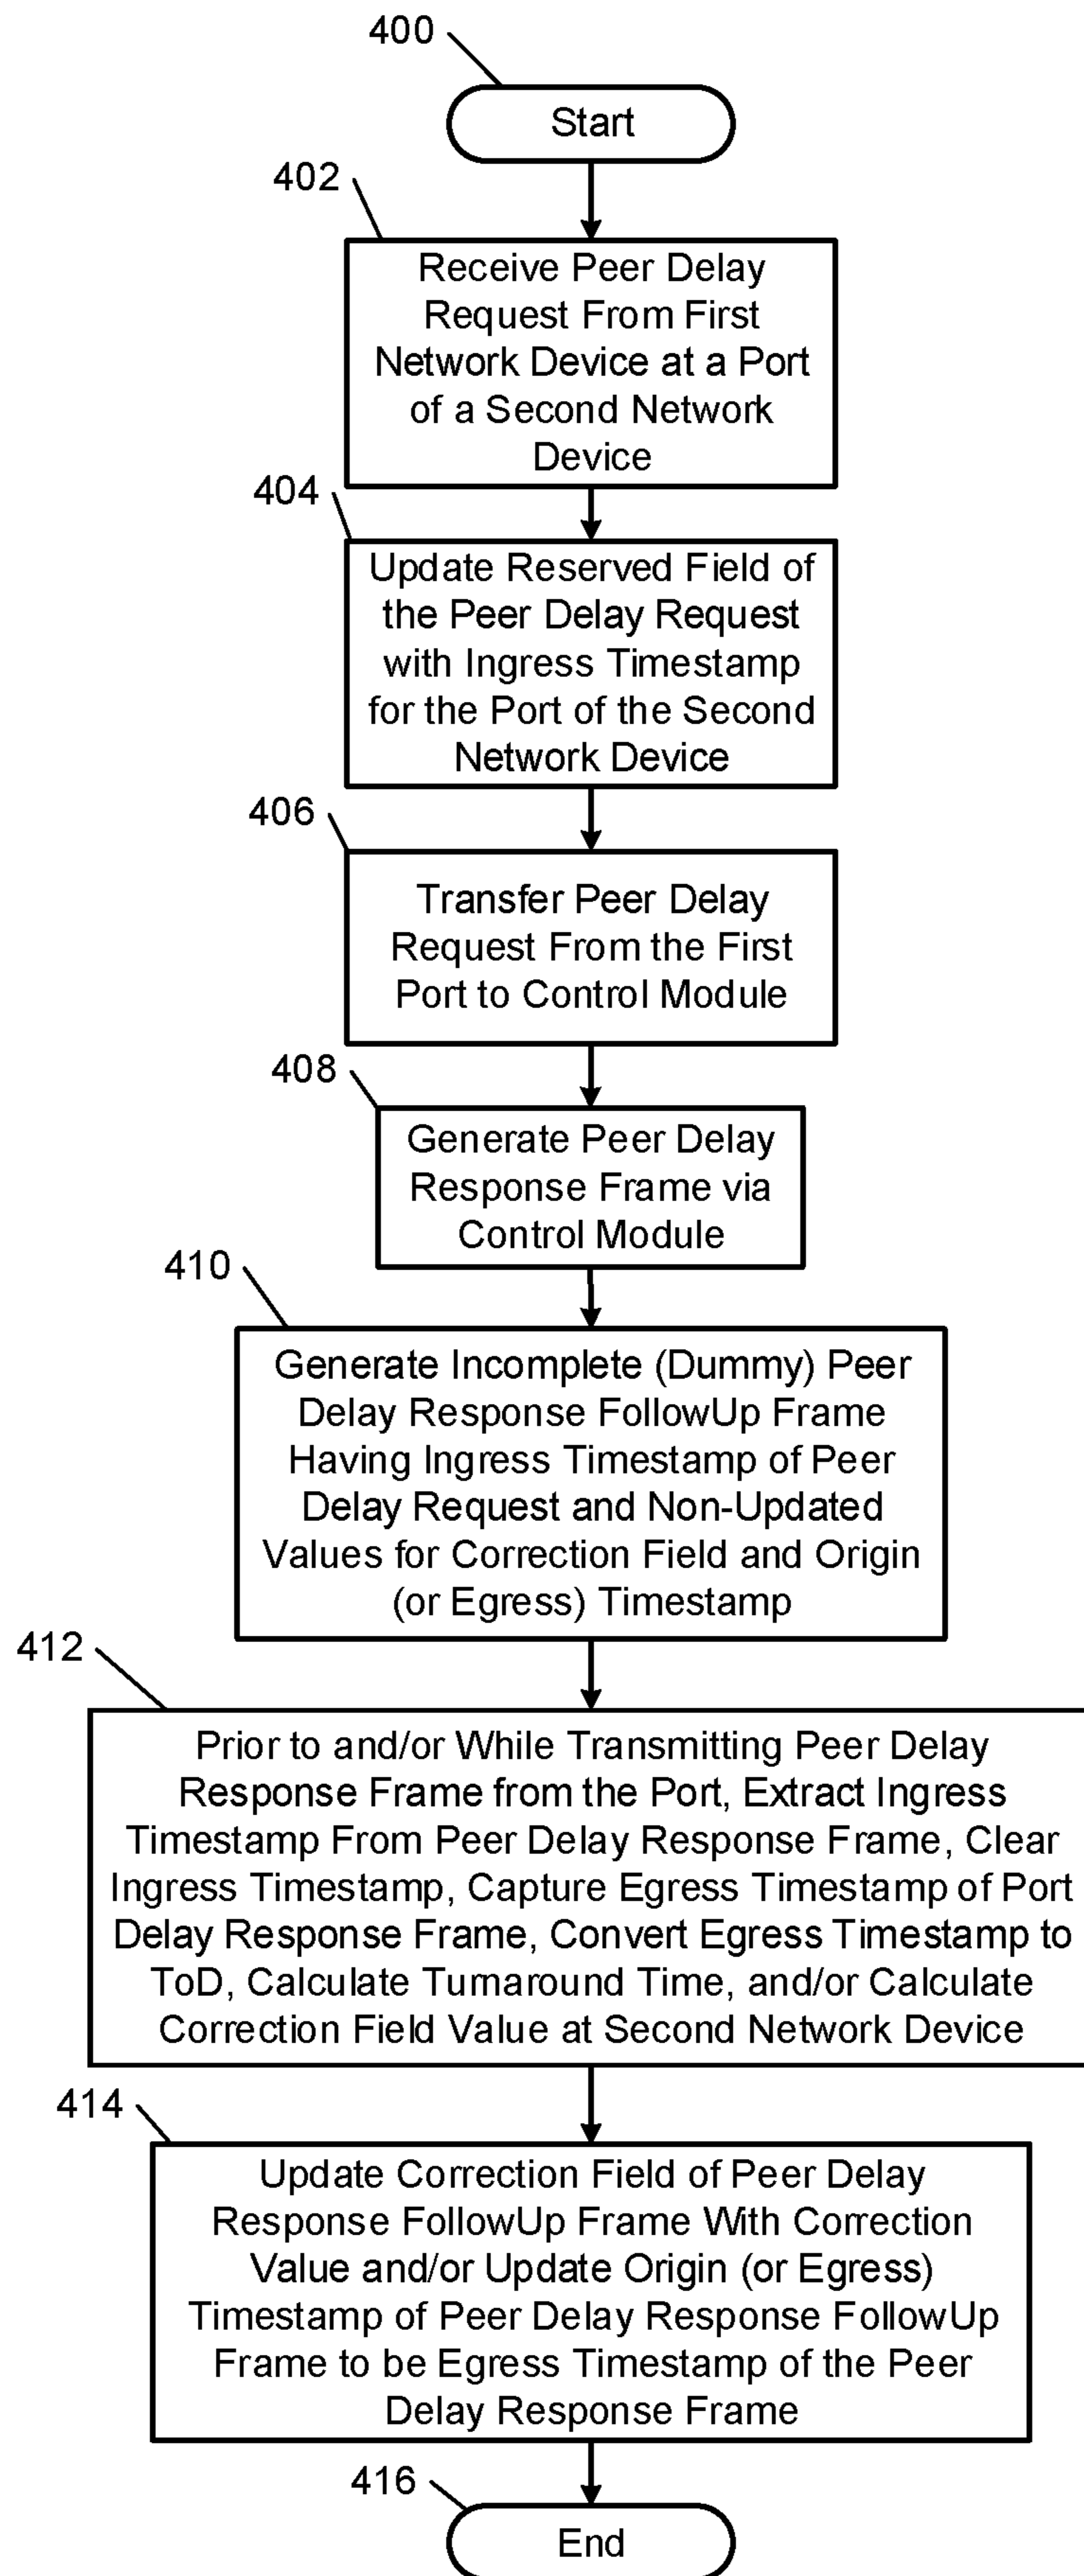 400
Start
402
Receive Peer Delay
Request From First
Network Device at a Port
of a Second Network
Device
404
Update Reserved Field of
the Peer Delay Request
with Ingress Timestamp
for the Port of the Second
Network Device
406
Transfer Peer Delay
Request From the First
Port to Control Module
408
Generate Peer Delay
Response Frame via
Control Module
410
Generate Incomplete (Dummy) Peer
Delay Response FollowUp Frame
Having Ingress Timestamp of Peer
Delay Request and Non-Updated
Values for Correction Field and Origin
(or Egress) Timestamp
412
Prior to and/or While Transmitting Peer Delay
Response Frame from the Port, Extract Ingress
Timestamp From Peer Delay Response Frame, Clear
Ingress Timestamp, Capture Egress Timestamp of Port
Delay Response Frame, Convert Egress Timestamp to
ToD, Calculate Turnaround Time, and/or Calculate
Correction Field Value at Second Network Device
414
Update Correction Field of Peer Delay
Response FollowUp Frame With Correction
Value and/or Update Origin (or Egress)
Timestamp of Peer Delay Response FollowUp
Frame to be Egress Timestamp of the Peer
Delay Response Frame
416
End